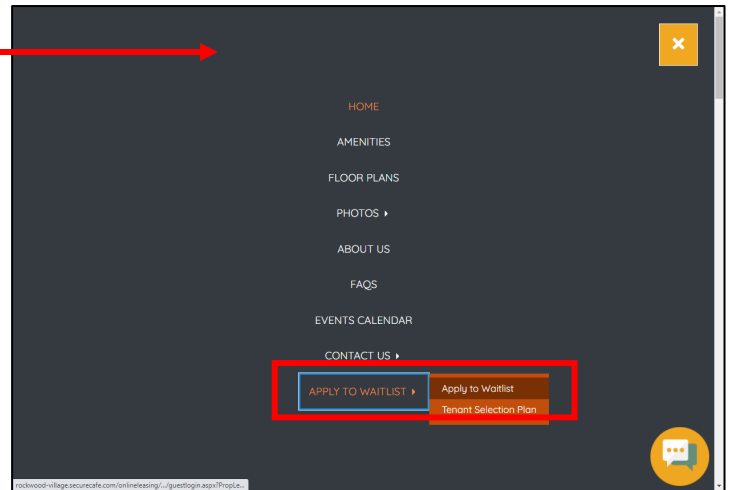 HOME
AMENITIES
FLOOR PLANS
PHOTOS
ABOUT US
FAQS
EVENTS CALENDAR
CONTACT US
APPLY TO WAITLIST
Apply to Waitlist
Tenant Selection Plan
rockwood-village.securecafe.com/onlineleasing/.../guestlogin.aspx?PropLe...